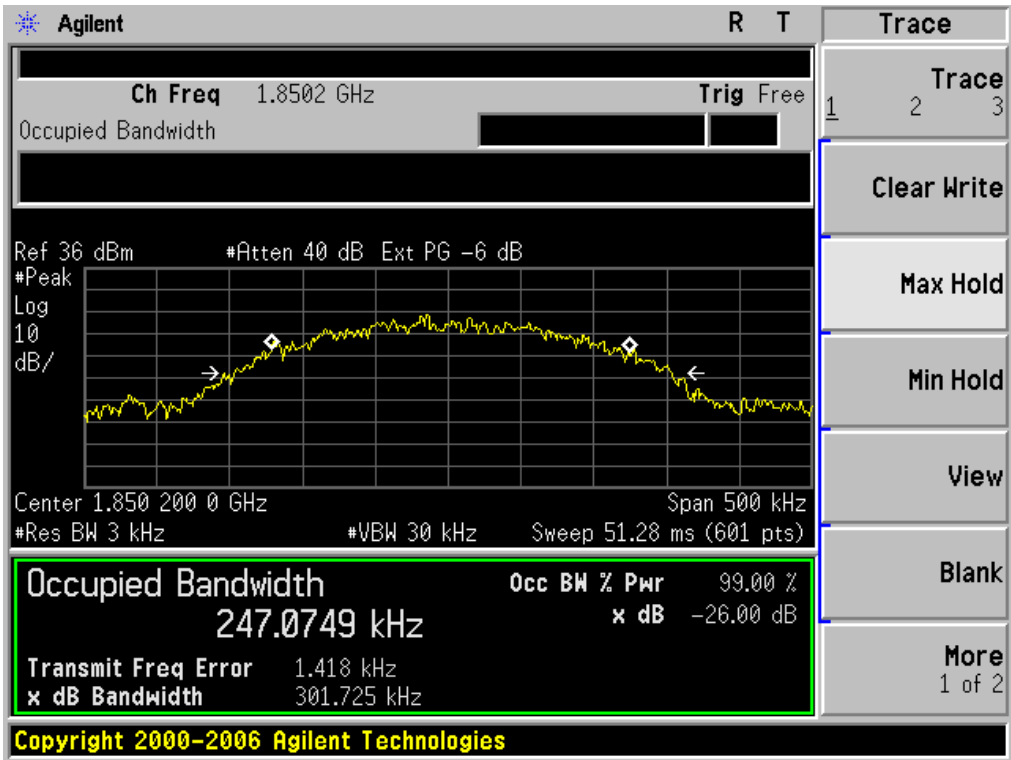 Agilent R T
Ch Freq 1.8502 GHz Trig Free
Occupied Bandwidth
Ref 36 dBm #Atten 40 dB Ext PG -6 dB
#Peak
Log
10
dB/
Center 1.850 200 0 GHz Span 500 kHz
#Res BW 3 kHz #VBW 30 kHz Sweep 51.28 ms (601 pts)
Occupied Bandwidth
247.0749 kHz
Occ BW % Pwr 99.00 %
x dB -26.00 dB
Transmit Freq Error 1.418 kHz
x dB Bandwidth 301.725 kHz
Copyright 2000-2006 Agilent Technologies
Trace
Trace
1 2 3
Clear Write
Max Hold
Min Hold
View
Blank
More
1 of 2